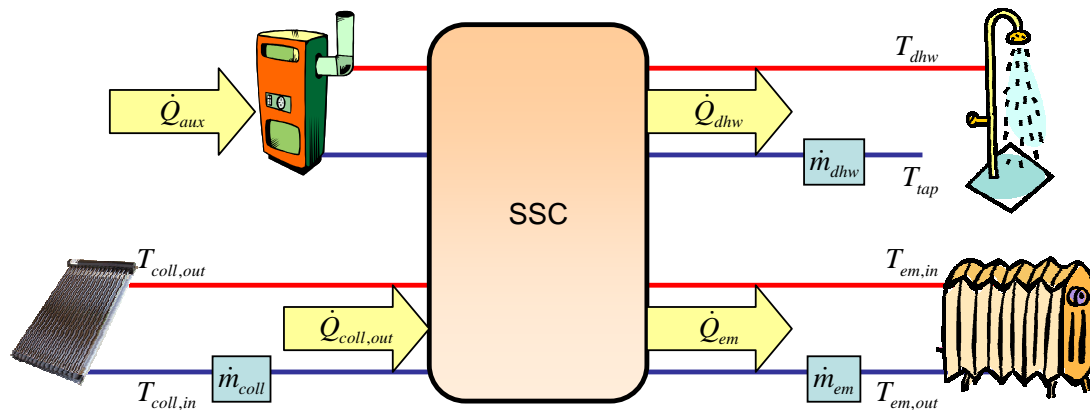 T_dhw
Q̇_aux
Q̇_dhw
ṁ_dhw
T_tap
SSC
T_coll,out
T_em,in
Q̇_coll,out
Q̇_em
T_coll,in
ṁ_coll
ṁ_em
T_em,out